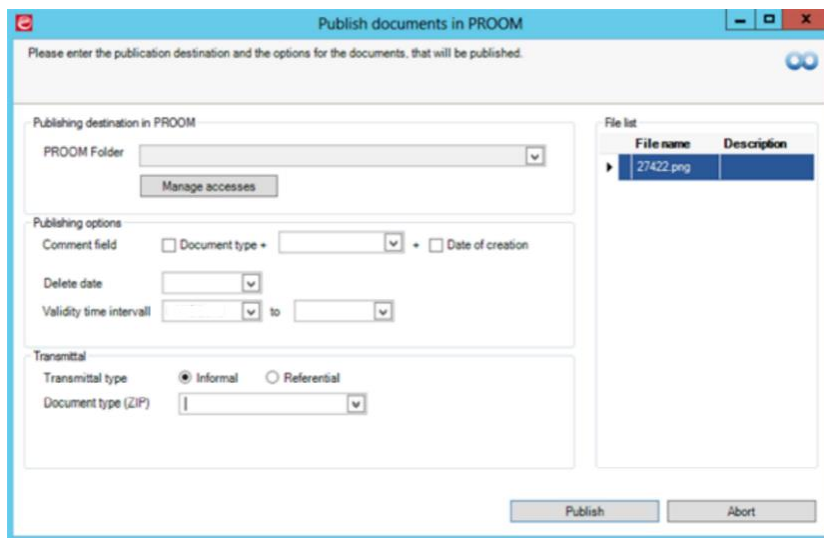 Publish documents in PROOM
Please enter the publication destination and the options for the documents, that will be published.
Publishing destination in PROOM
PROOM Folder
Manage accesses
Publishing options
Comment field Document type + + Date of creation
Delete date
Validity time intervall to
Transmittal
Transmittal type Informal Referential
Document type (ZIP)
File list
File name Description
27422.png
Publish Abort